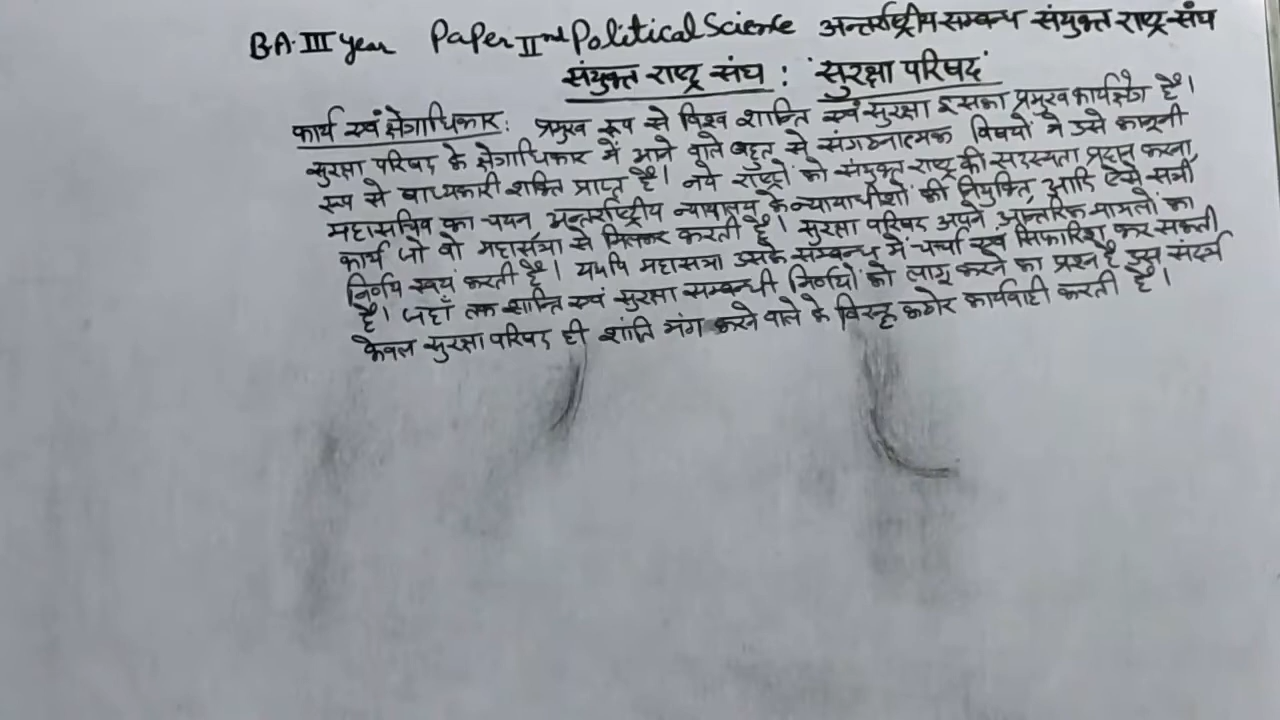 B.A. III year Paper IInd Political Science अन्तर्राष्ट्रीय सम्बन्ध संयुक्त राष्ट्र-संघ
संयुक्त राष्ट्र संघ : सुरक्षा परिषद
कार्य एवं क्षेत्राधिकार: प्रमुख रूप से विश्व शान्ति एवं सुरक्षा इसका प्रमुख कार्यक्षेत्र है।
सुरक्षा परिषद के क्षेत्राधिकार में आने वाले बहुत से संगठनात्मक विषयों में उसे कानूनी
रूप से बाध्यकारी शक्ति प्राप्त है। नये राष्ट्रों को संयुक्त राष्ट्र की सदस्यता प्रदान करना,
महासचिव का चयन अन्तर्राष्ट्रीय न्यायालय के न्यायाधीशों की नियुक्ति, आदि ऐसे सभी
कार्य जो वो महासभा से मिलकर करती है। सुरक्षा परिषद अपने आन्तरिक मामलों का
निर्णय स्वयं करती है। यद्यपि महासभा उसके सम्बन्ध में चर्चा एवं सिफारिश कर सकती
है। जहाँ तक शान्ति एवं सुरक्षा सम्बन्धी निर्णयों को लागू करने का प्रश्न है इस संदर्भ
केवल सुरक्षा परिषद ही शांति भंग करने वाले के विरुद्ध कठोर कार्यवाही करती है।